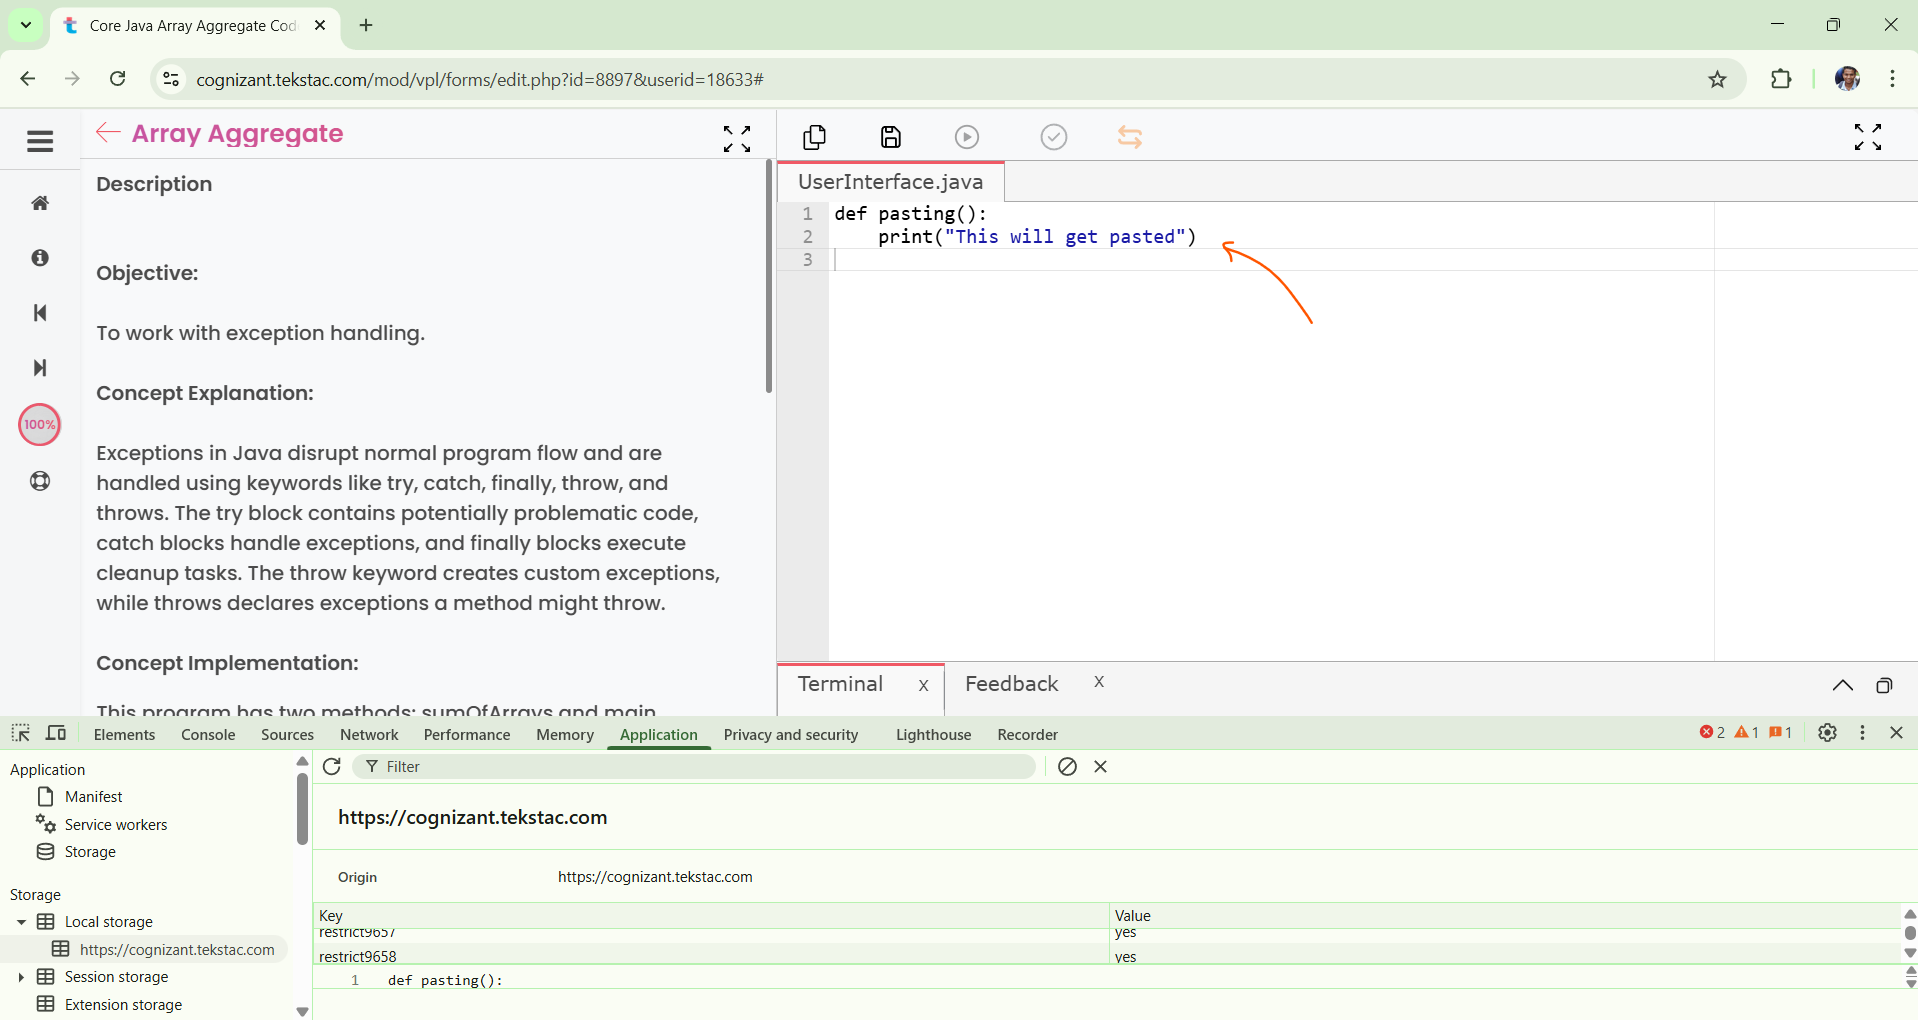 Core Java Array Aggregate Cod
cognizant.tekstac.com/mod/vpl/forms/edit.php?id=8897&userid=18633#
Array Aggregate
Description
Objective:
To work with exception handling.
Concept Explanation:
Exceptions in Java disrupt normal program flow and are
handled using keywords like try, catch, finally, throw, and
throws. The try block contains potentially problematic code,
catch blocks handle exceptions, and finally blocks execute
cleanup tasks. The throw keyword creates custom exceptions,
while throws declares exceptions a method might throw.
Concept Implementation:
This program has two methods: sumOfArrays and main
100%
UserInterface.java
1 def pasting():
2 print("This will get pasted")
3
Terminal x Feedback x
Elements Console Sources Network Performance Memory Application Privacy and security Lighthouse Recorder 2 1 1
Application
Manifest
Service workers
Storage
Storage
Local storage
https://cognizant.tekstac.com
Session storage
Extension storage
Filter
https://cognizant.tekstac.com
Origin https://cognizant.tekstac.com
Key Value
restrict9657 yes
restrict9658 yes
1 def pasting():